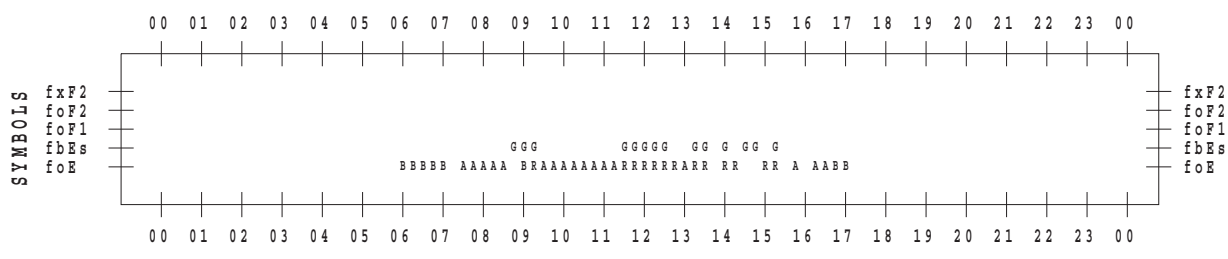 00 01 02 03 04 05 06 07 08 09 10 11 12 13 14 15 16 17 18 19 20 21 22 23 00
SYMBOLS
fxF2 fxF2
foF2 foF2
foF1 foF1
fbEs GGG GGGGG GG G GG G fbEs
foE BBBBB AAAAA BRAAAAAAAARRRRRRARR RR RR A AABB foE
00 01 02 03 04 05 06 07 08 09 10 11 12 13 14 15 16 17 18 19 20 21 22 23 00